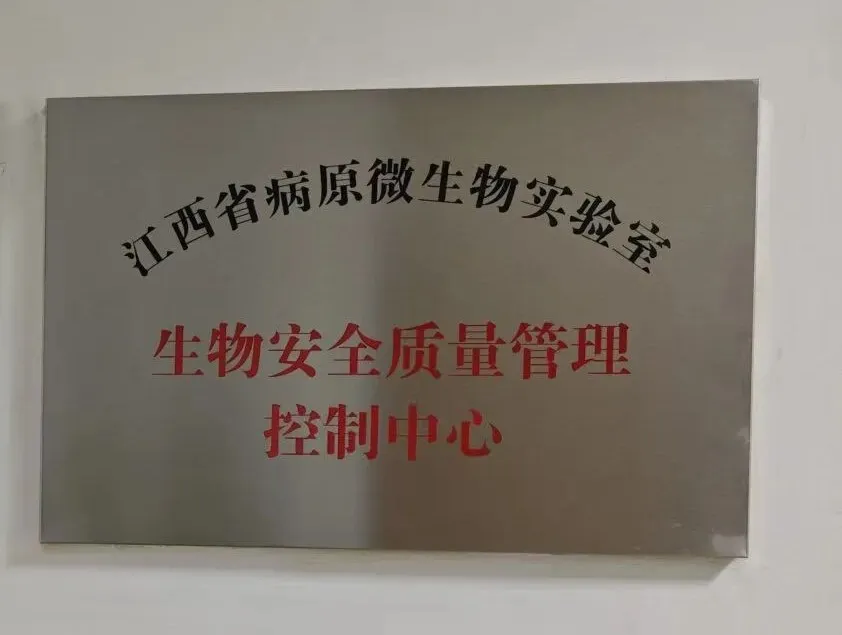 江西省病原微生物实验室
生物安全质量管理
控制中心